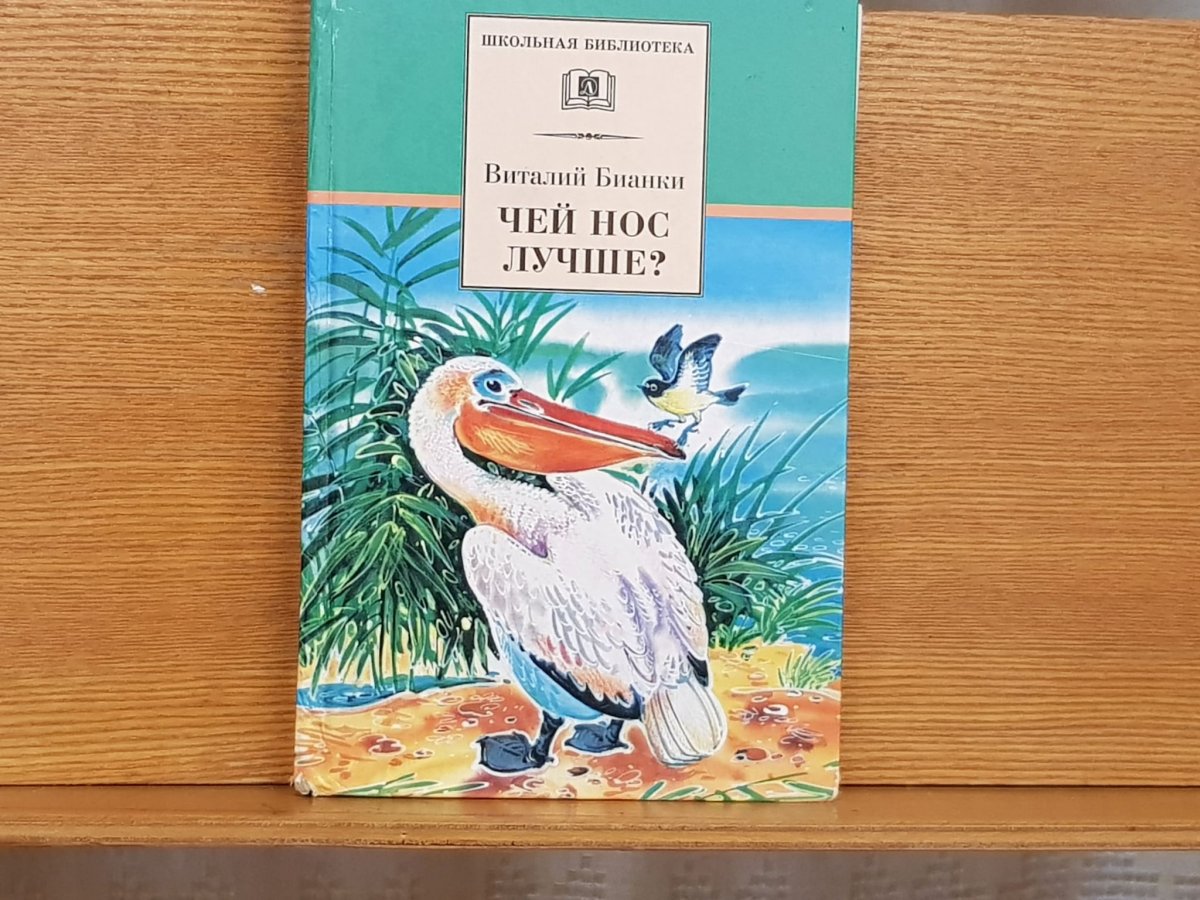 ШКОЛЬНАЯ БИБЛИОТЕКА
Виталий Бианки
ЧЕЙ НОС
ЛУЧШЕ?